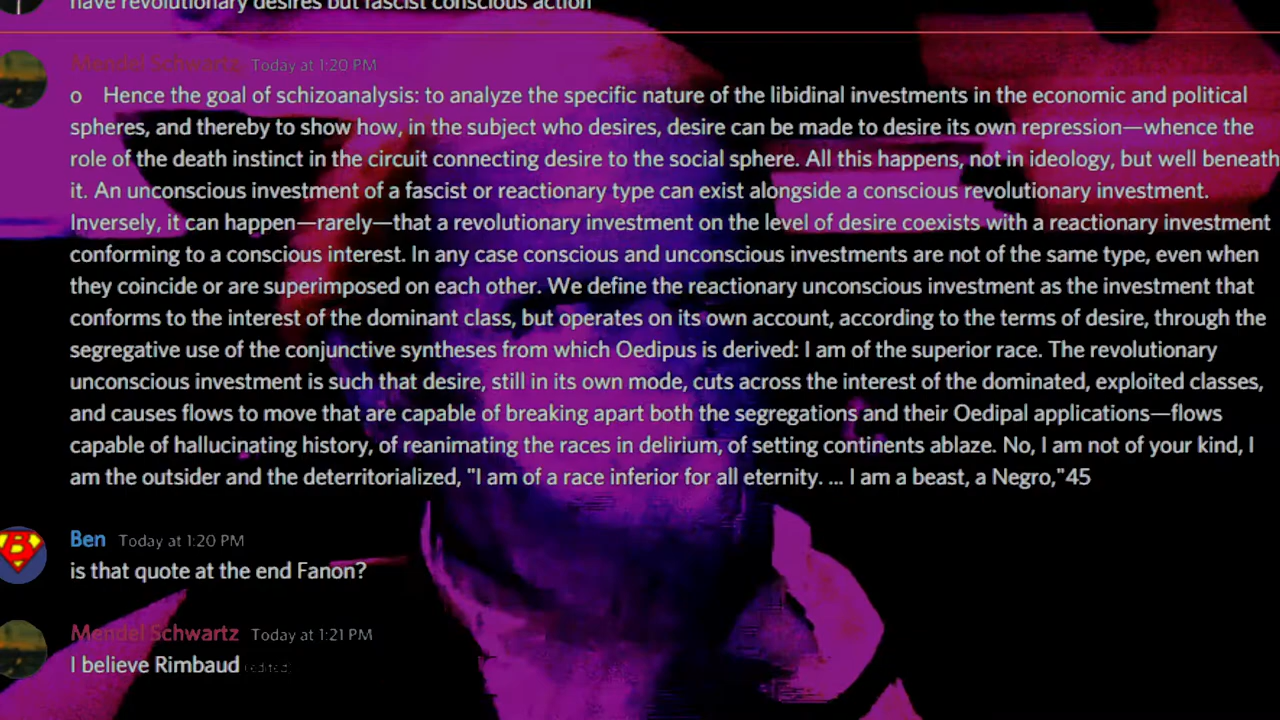 have revolutionary desires but fascist conscious action
Mendel Schwartz Today at 1:20 PM
o Hence the goal of schizoanalysis: to analyze the specific nature of the libidinal investments in the economic and political
spheres, and thereby to show how, in the subject who desires, desire can be made to desire its own repression—whence the
role of the death instinct in the circuit connecting desire to the social sphere. All this happens, not in ideology, but well beneath
it. An unconscious investment of a fascist or reactionary type can exist alongside a conscious revolutionary investment.
Inversely, it can happen—rarely—that a revolutionary investment on the level of desire coexists with a reactionary investment
conforming to a conscious interest. In any case conscious and unconscious investments are not of the same type, even when
they coincide or are superimposed on each other. We define the reactionary unconscious investment as the investment that
conforms to the interest of the dominant class, but operates on its own account, according to the terms of desire, through the
segregative use of the conjunctive syntheses from which Oedipus is derived: I am of the superior race. The revolutionary
unconscious investment is such that desire, still in its own mode, cuts across the interest of the dominated, exploited classes,
and causes flows to move that are capable of breaking apart both the segregations and their Oedipal applications—flows
capable of hallucinating history, of reanimating the races in delirium, of setting continents ablaze. No, I am not of your kind, I
am the outsider and the deterritorialized, "I am of a race inferior for all eternity. ... I am a beast, a Negro,"45
B
Ben Today at 1:20 PM
is that quote at the end Fanon?
Mendel Schwartz Today at 1:21 PM
I believe Rimbaud (edited)